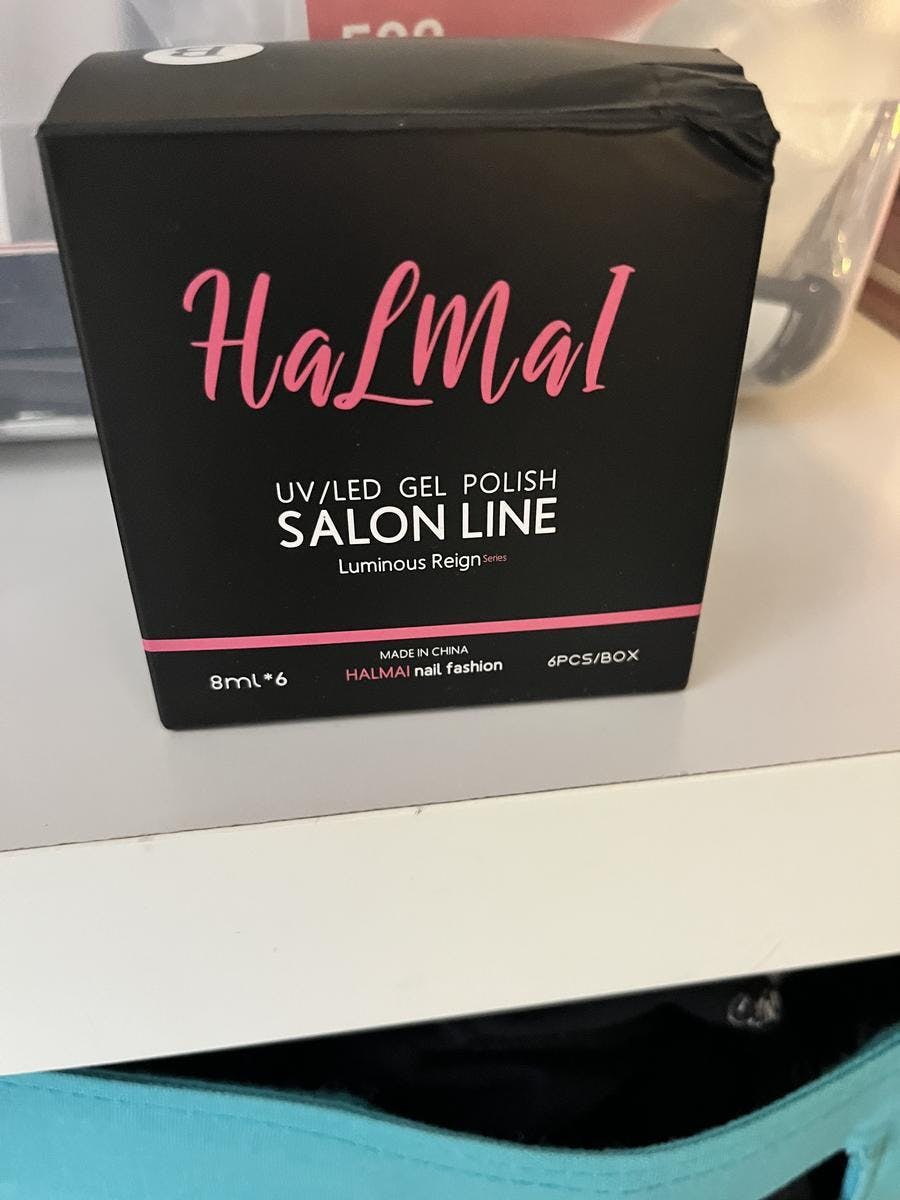 HaLMaI
UV/LED GEL POLISH
SALON LINE
Luminous Reign Series
MADE IN CHINA
8ml*6 HALMAI nail fashion 6PCS/BOX